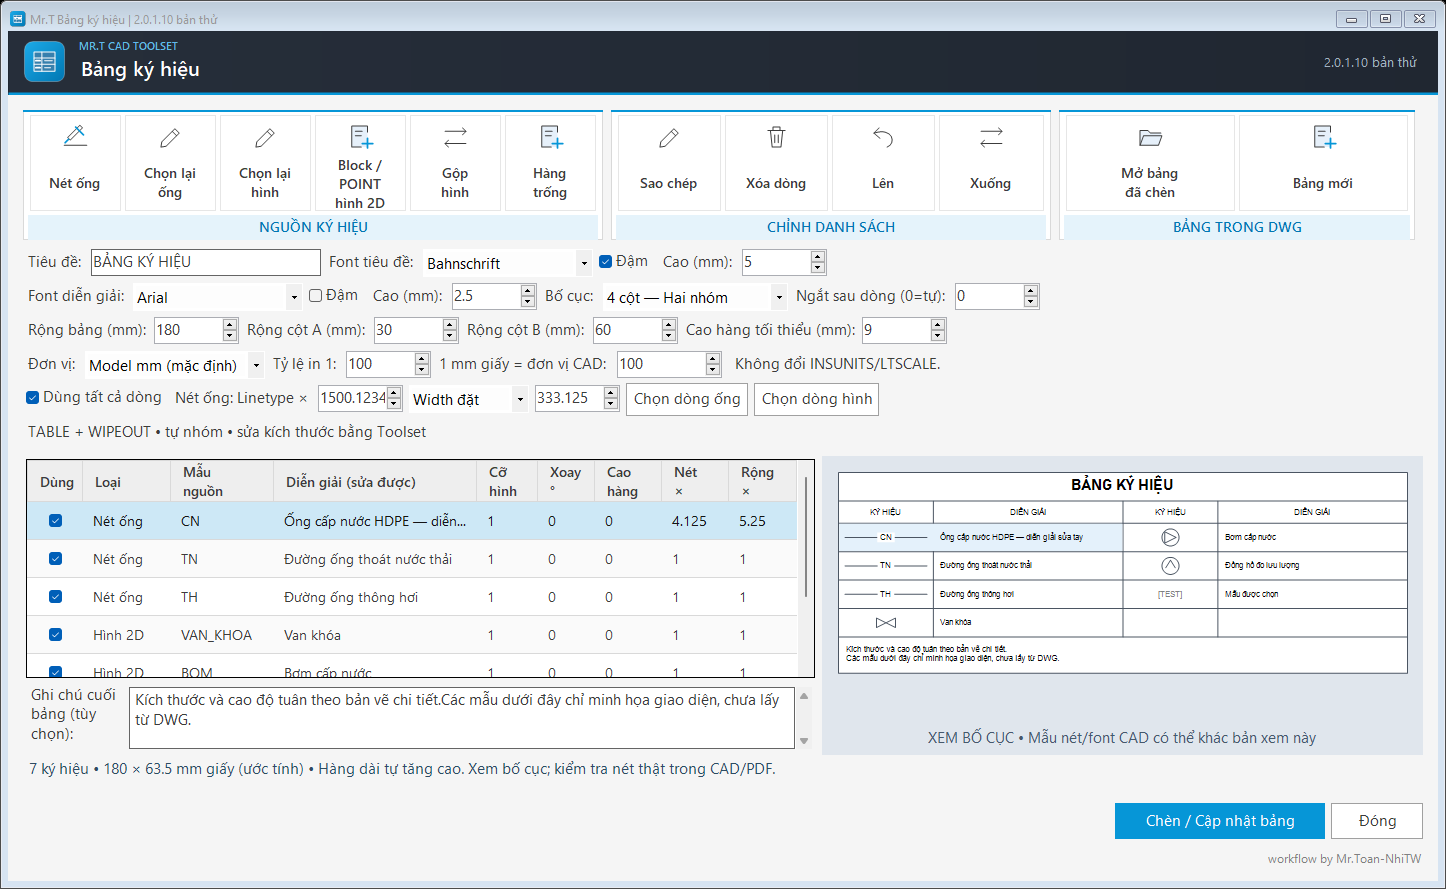 Mr.T Bảng ký hiệu | 2.0.1.10 bản thử
MR.T CAD TOOLSET
Bảng ký hiệu
2.0.1.10 bản thử
Nét ống
Chọn lại ống
Chọn lại hình
Block / POINT hình 2D
Gộp hình
Hàng trống
Sao chép
Xóa dòng
Lên
Xuống
Mở bảng đã chèn
Bảng mới
NGUỒN KÝ HIỆU
CHỈNH DANH SÁCH
BẢNG TRONG DWG
Tiêu đề: BẢNG KÝ HIỆU Font tiêu đề: Bahnschrift Đậm Cao (mm): 5
Font diễn giải: Arial Đậm Cao (mm): 2.5 Bố cục: 4 cột — Hai nhóm Ngắt sau dòng (0=tự): 0
Rộng bảng (mm): 180 Rộng cột A (mm): 30 Rộng cột B (mm): 60 Cao hàng tối thiểu (mm): 9
Đơn vị: Model mm (mặc định) Tỷ lệ in 1: 100 1 mm giấy = đơn vị CAD: 100 Không đổi INSUNITS/LTSCALE.
Dùng tất cả dòng Nét ống: Linetype × 1500.1234 Width đặt 333.125 Chọn dòng ống Chọn dòng hình
TABLE + WIPEOUT • tự nhóm • sửa kích thước bằng Toolset
Dùng Loại Mẫu nguồn Diễn giải (sửa được) Cỡ hình Xoay ° Cao hàng Nét × Rộng ×
Nét ống CN Ống cấp nước HDPE — diễn... 1 0 0 4.125 5.25
Nét ống TN Đường ống thoát nước thải 1 0 0 1 1
Nét ống TH Đường ống thông hơi 1 0 0 1 1
Hình 2D VAN_KHOA Van khóa 1 0 0 1 1
Hình 2D BOM Bơm cấp nước 1 0 0 1 1
Ghi chú cuối bảng (tùy chọn):
Kích thước và cao độ tuân theo bản vẽ chi tiết.Các mẫu dưới đây chỉ minh họa giao diện, chưa lấy
từ DWG.
BẢNG KÝ HIỆU
KÝ HIỆU DIỄN GIẢI KÝ HIỆU DIỄN GIẢI
CN Ống cấp nước HDPE — diễn giải sửa tay Bơm cấp nước
TN Đường ống thoát nước thải Đồng hồ đo lưu lượng
TH Đường ống thông hơi [TEST] Mẫu được chọn
Van khóa
Kích thước và cao độ tuân theo bản vẽ chi tiết.
Các mẫu dưới đây chỉ minh họa giao diện, chưa lấy từ DWG.
XEM BỐ CỤC • Mẫu nét/font CAD có thể khác bản xem này
7 ký hiệu • 180 × 63.5 mm giấy (ước tính) • Hàng dài tự tăng cao. Xem bố cục; kiểm tra nét thật trong CAD/PDF.
Chèn / Cập nhật bảng
Đóng
workflow by Mr.Toan-NhiTW